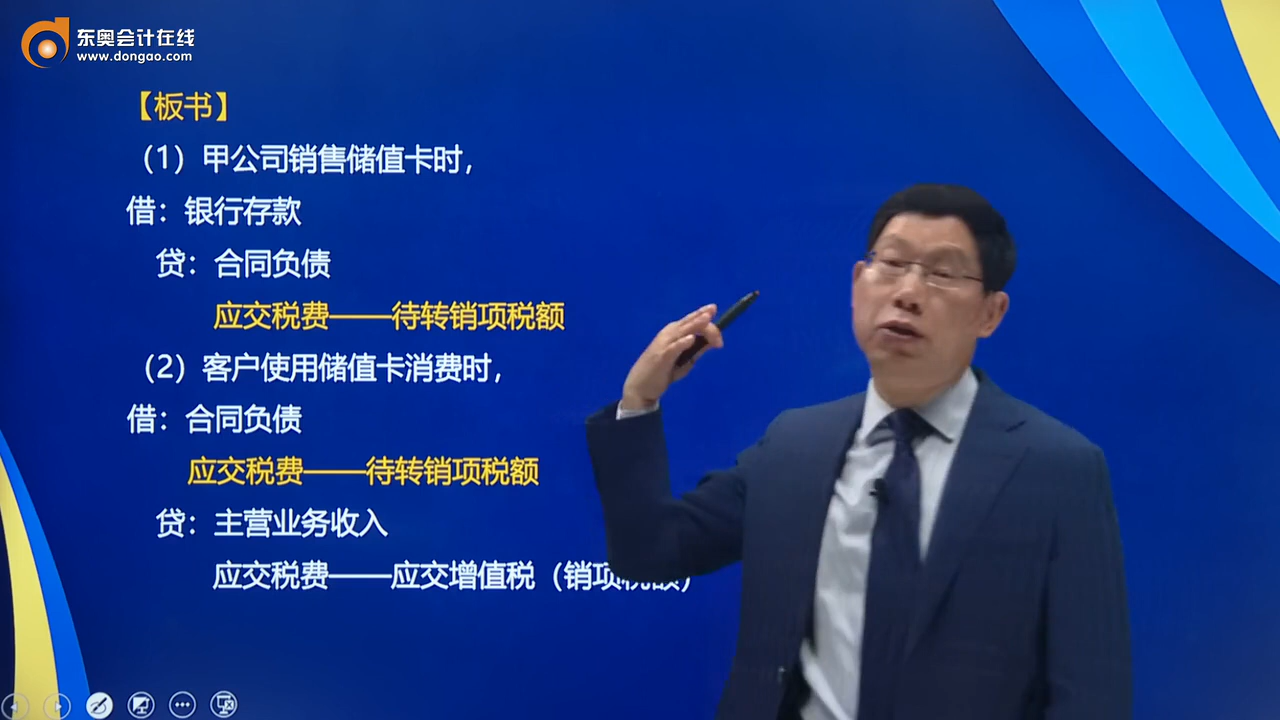 东奥会计在线
www.dongao.com
【板书】
（1）甲公司销售储值卡时，
借：银行存款
贷：合同负债
应交税费——待转销项税额
（2）客户使用储值卡消费时，
借：合同负债
应交税费——待转销项税额
贷：主营业务收入
应交税费——应交增值税（销项税额）